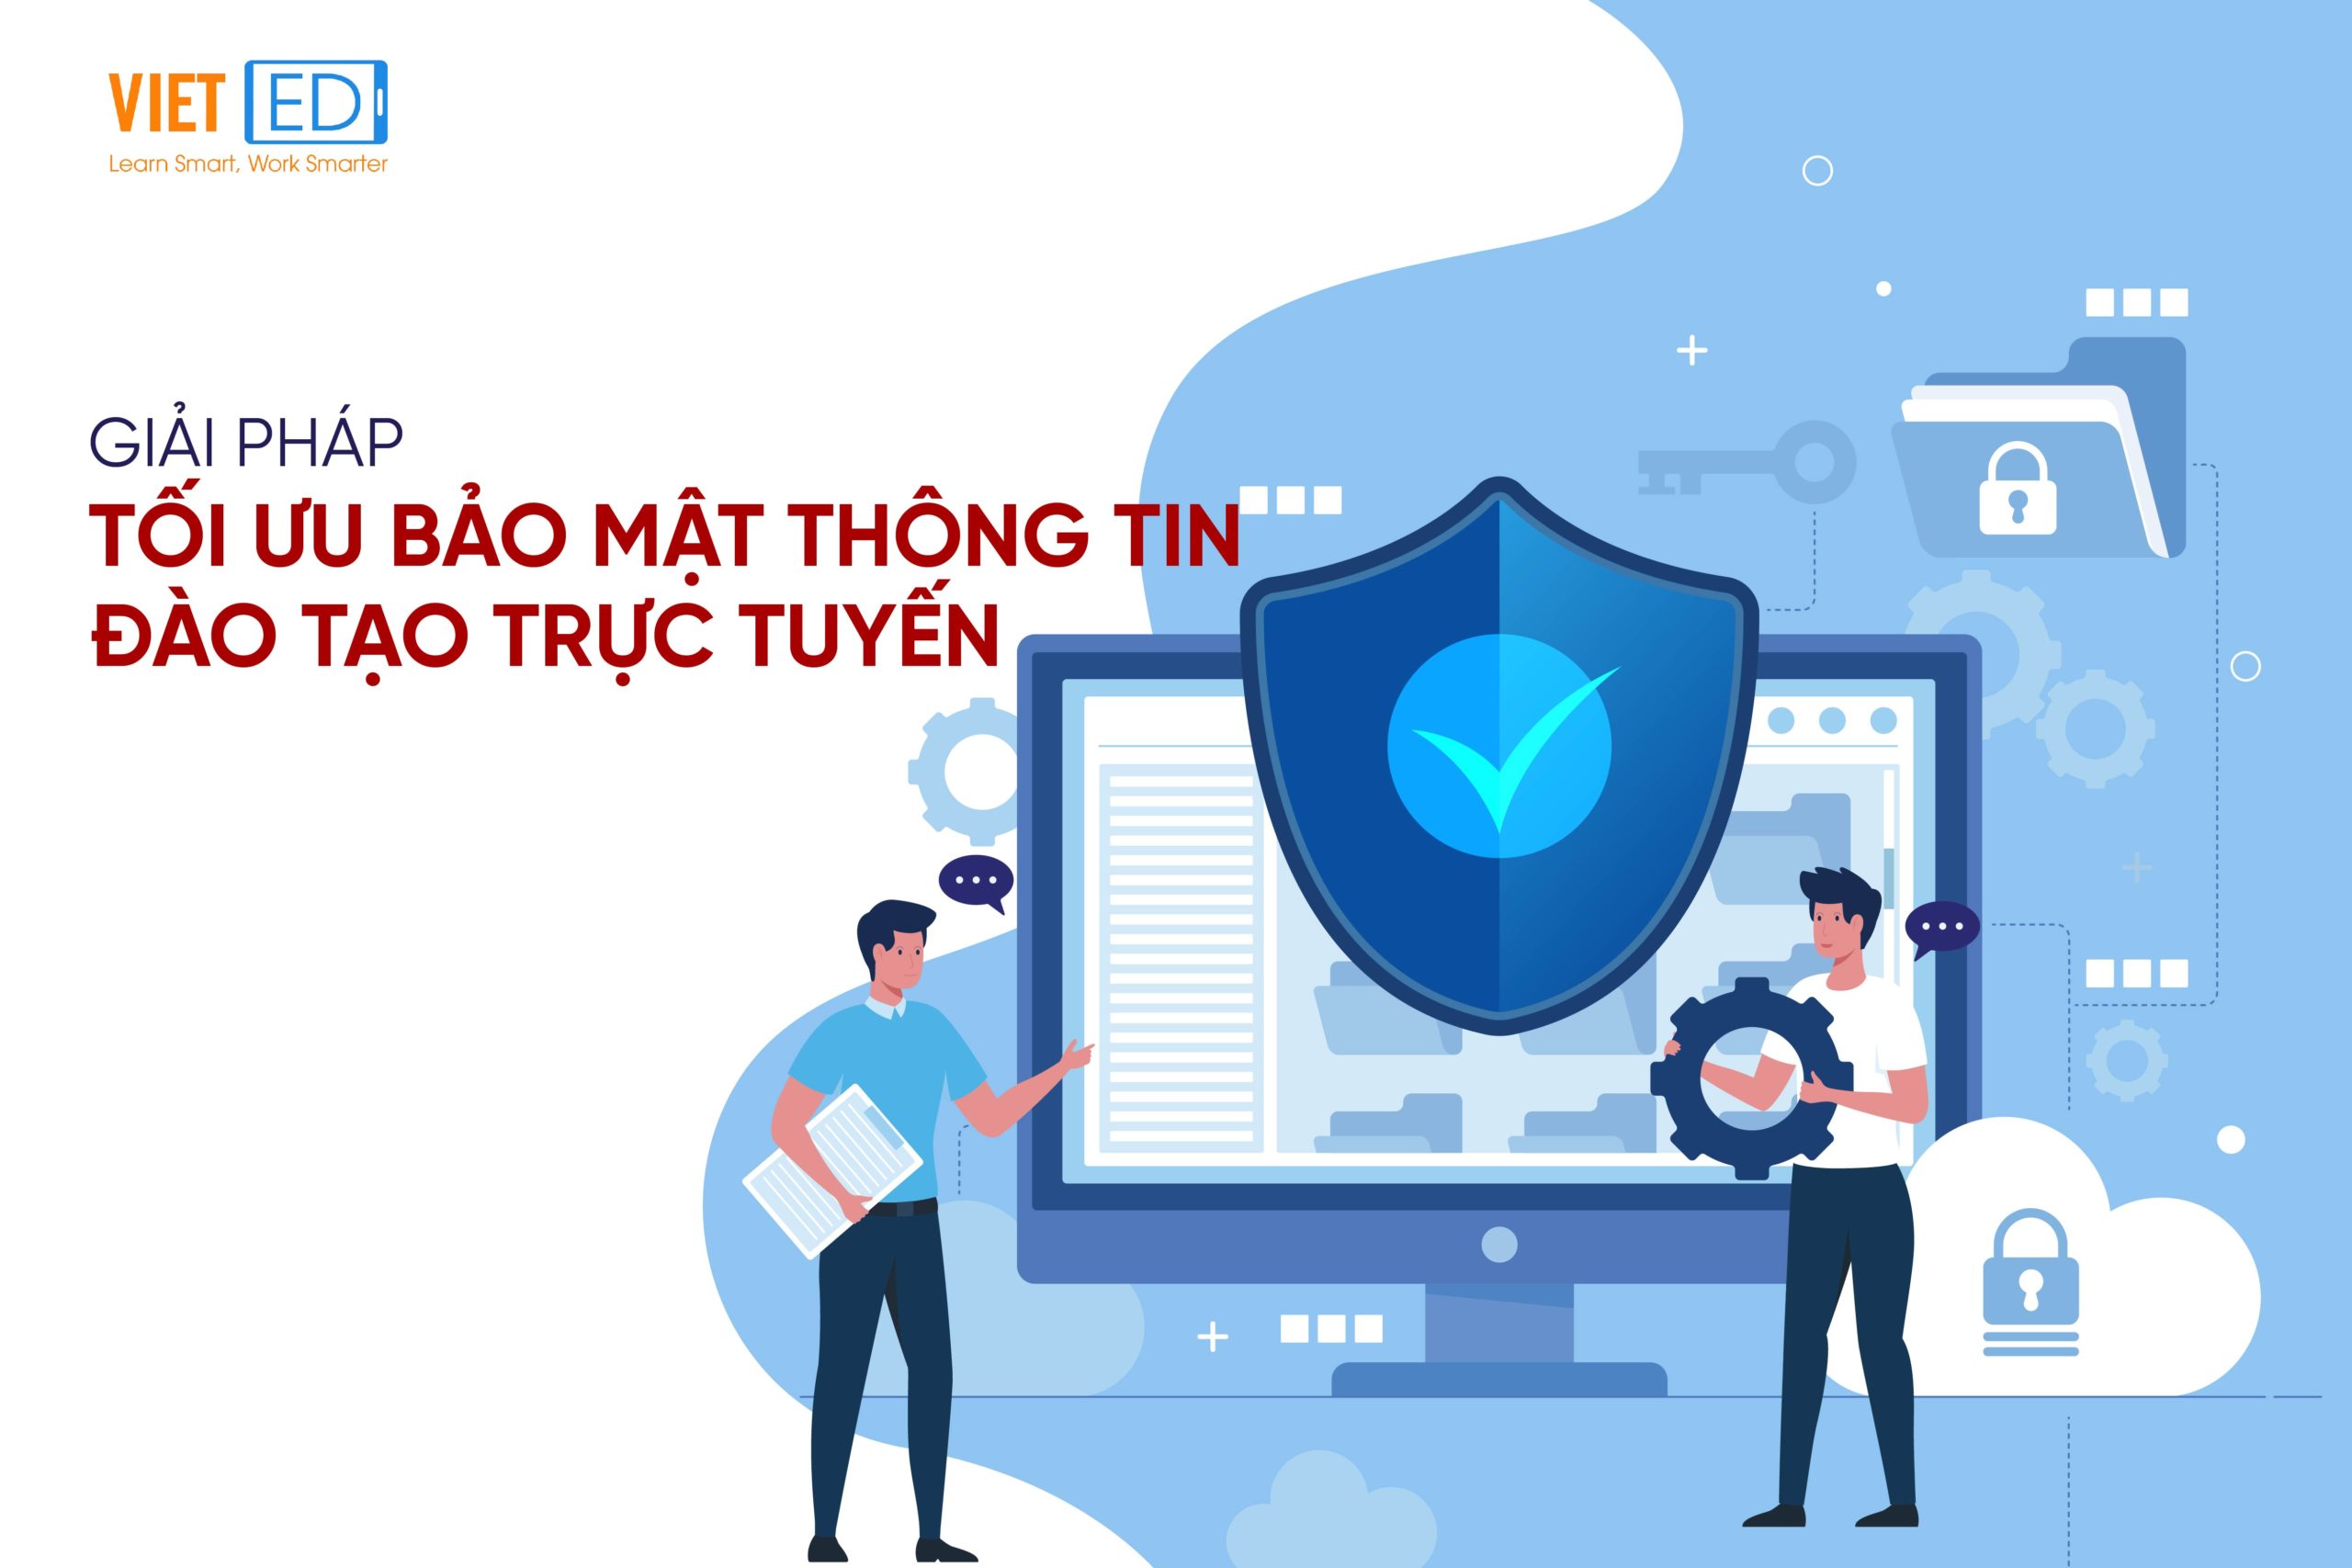 VIET ED
Learn Smart, Work Smarter
GIẢI PHÁP
TỐI ƯU BẢO MẬT THÔNG TIN
ĐÀO TẠO TRỰC TUYẾN